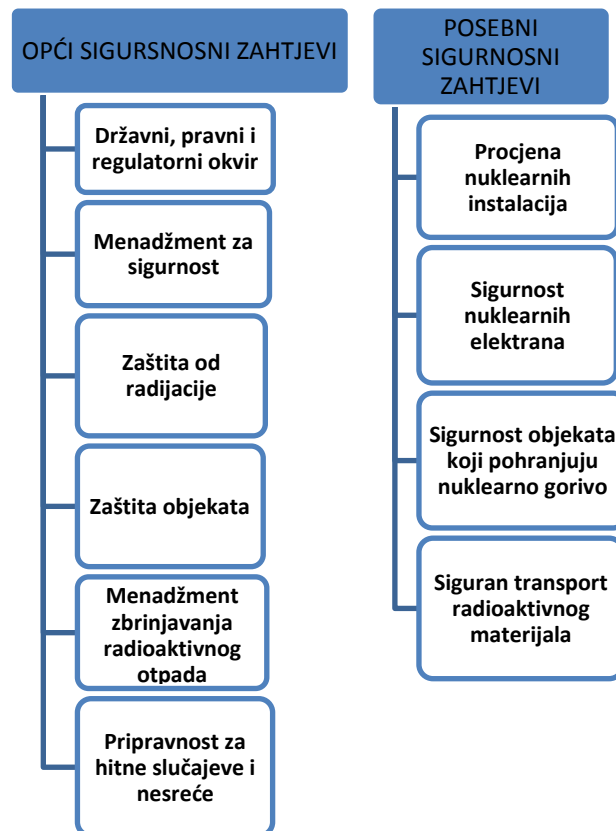 OPĆI SIGURSNOSNI ZAHTJEVI
Državni, pravni i
regulatorni okvir
Menadžment za
sigurnost
Zaštita od
radijacije
Zaštita objekata
Menadžment
zbrinjavanja
radioaktivnog
otpada
Pripravnost za
hitne slučajeve i
nesreće
POSEBNI
SIGURNOSNI
ZAHTJEVI
Procjena
nuklearnih
instalacija
Sigurnost
nuklearnih
elektrana
Sigurnost objekata
koji pohranjuju
nuklearno gorivo
Siguran transport
radioaktivnog
materijala